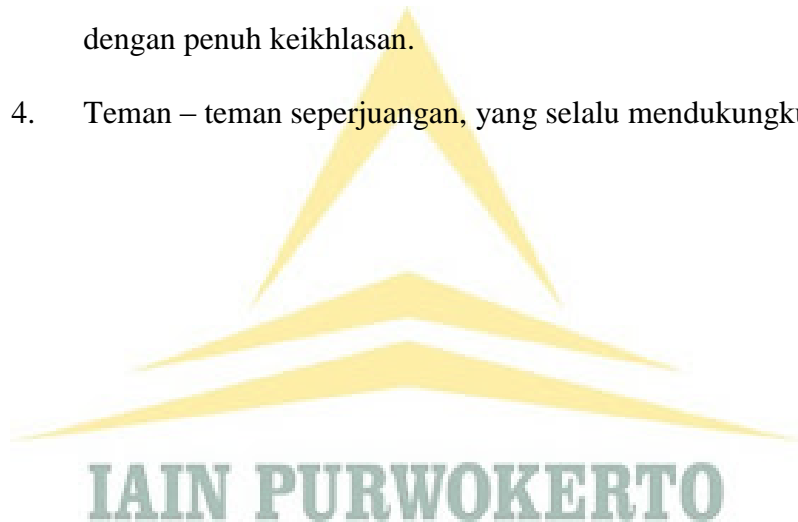 dengan penuh keikhlasan.
4. Teman – teman seperjuangan, yang selalu mendukungku
IAIN PURWOKERTO